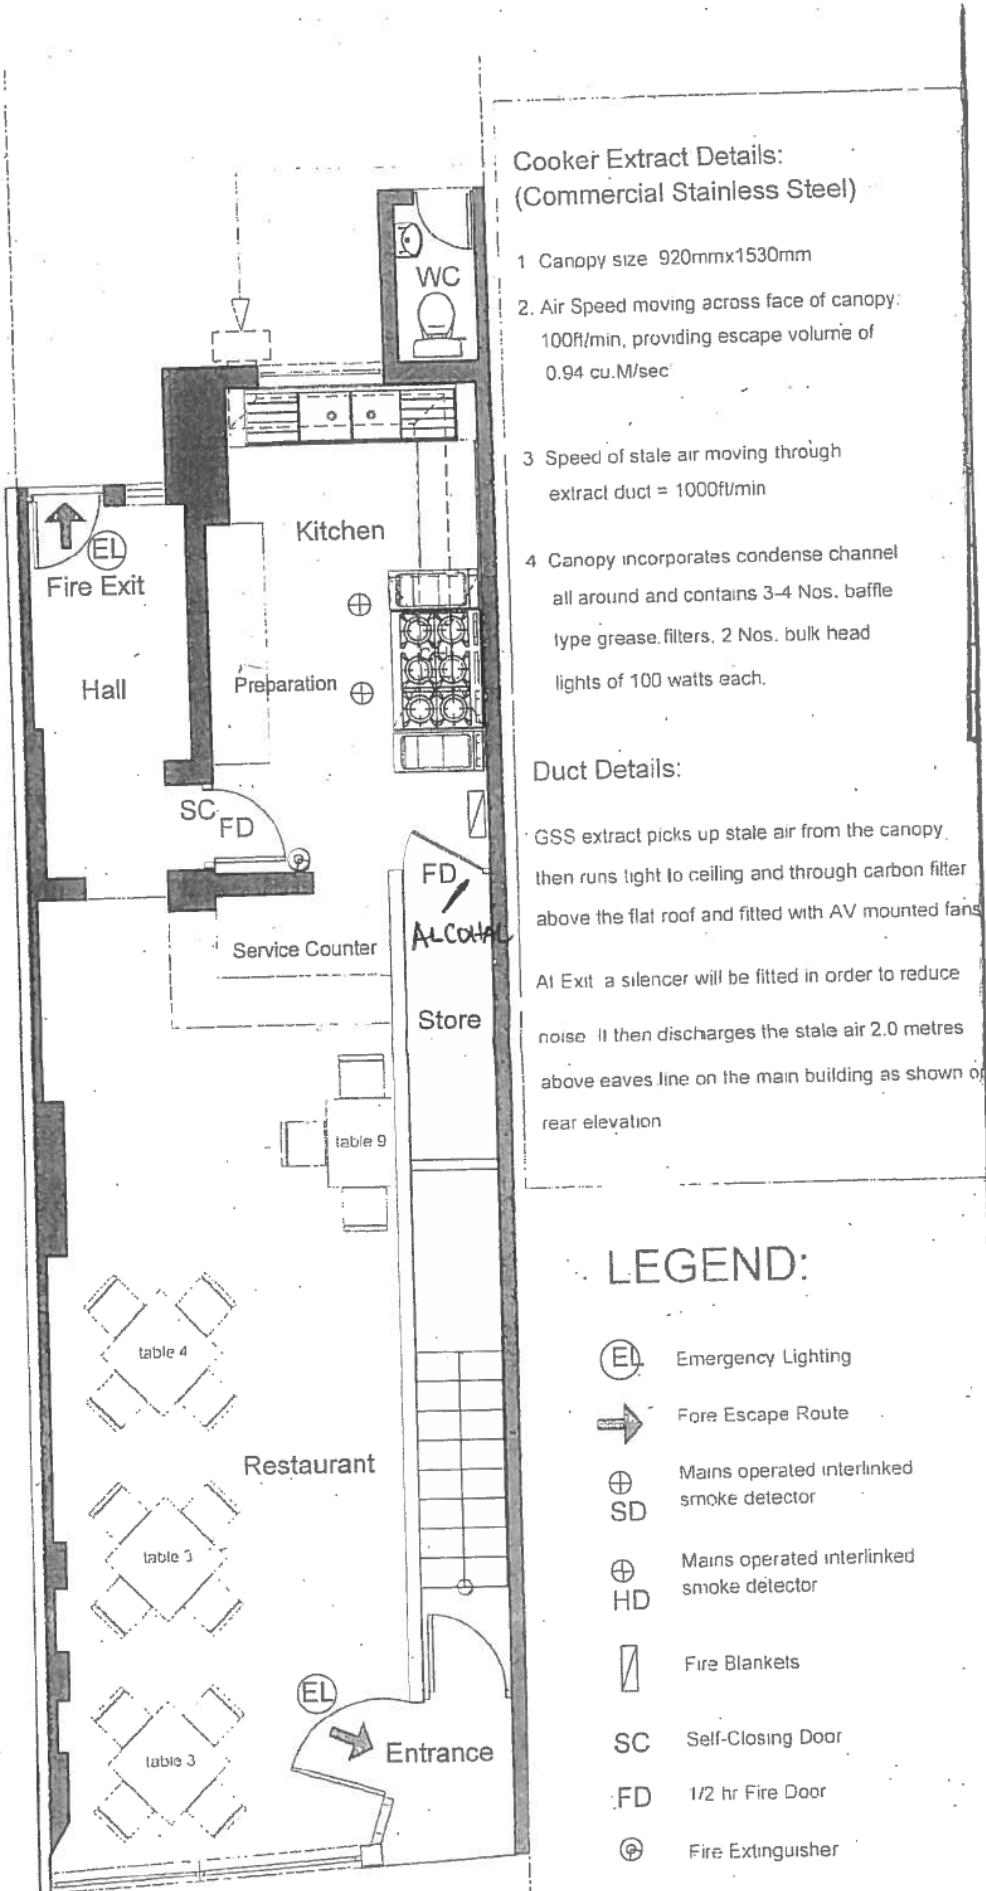 Cooker Extract Details:
(Commercial Stainless Steel)
1 Canopy size 920mmx1530mm
2. Air Speed moving across face of canopy:
100ft/min, providing escape volume of
0.94 cu.M/sec
3 Speed of stale air moving through
extract duct = 1000ft/min
4 Canopy incorporates condense channel
all around and contains 3-4 Nos. baffle
type grease filters, 2 Nos. bulk head
lights of 100 watts each.
Duct Details:
GSS extract picks up stale air from the canopy
then runs tight to ceiling and through carbon filter
above the flat roof and fitted with AV mounted fans
At Exit a silencer will be fitted in order to reduce
noise It then discharges the stale air 2.0 metres
above eaves line on the main building as shown on
rear elevation
WC
Kitchen
EL
Fire Exit
Hall
Preparation
SC
FD
FD
ALCOHAL
Service Counter
Store
table 9
table 4
Restaurant
table 3
EL
Entrance
table 3
LEGEND:
EL Emergency Lighting
Fore Escape Route
SD Mains operated interlinked
smoke detector
HD Mains operated interlinked
smoke detector
Fire Blankets
SC Self-Closing Door
FD 1/2 hr Fire Door
Fire Extinguisher